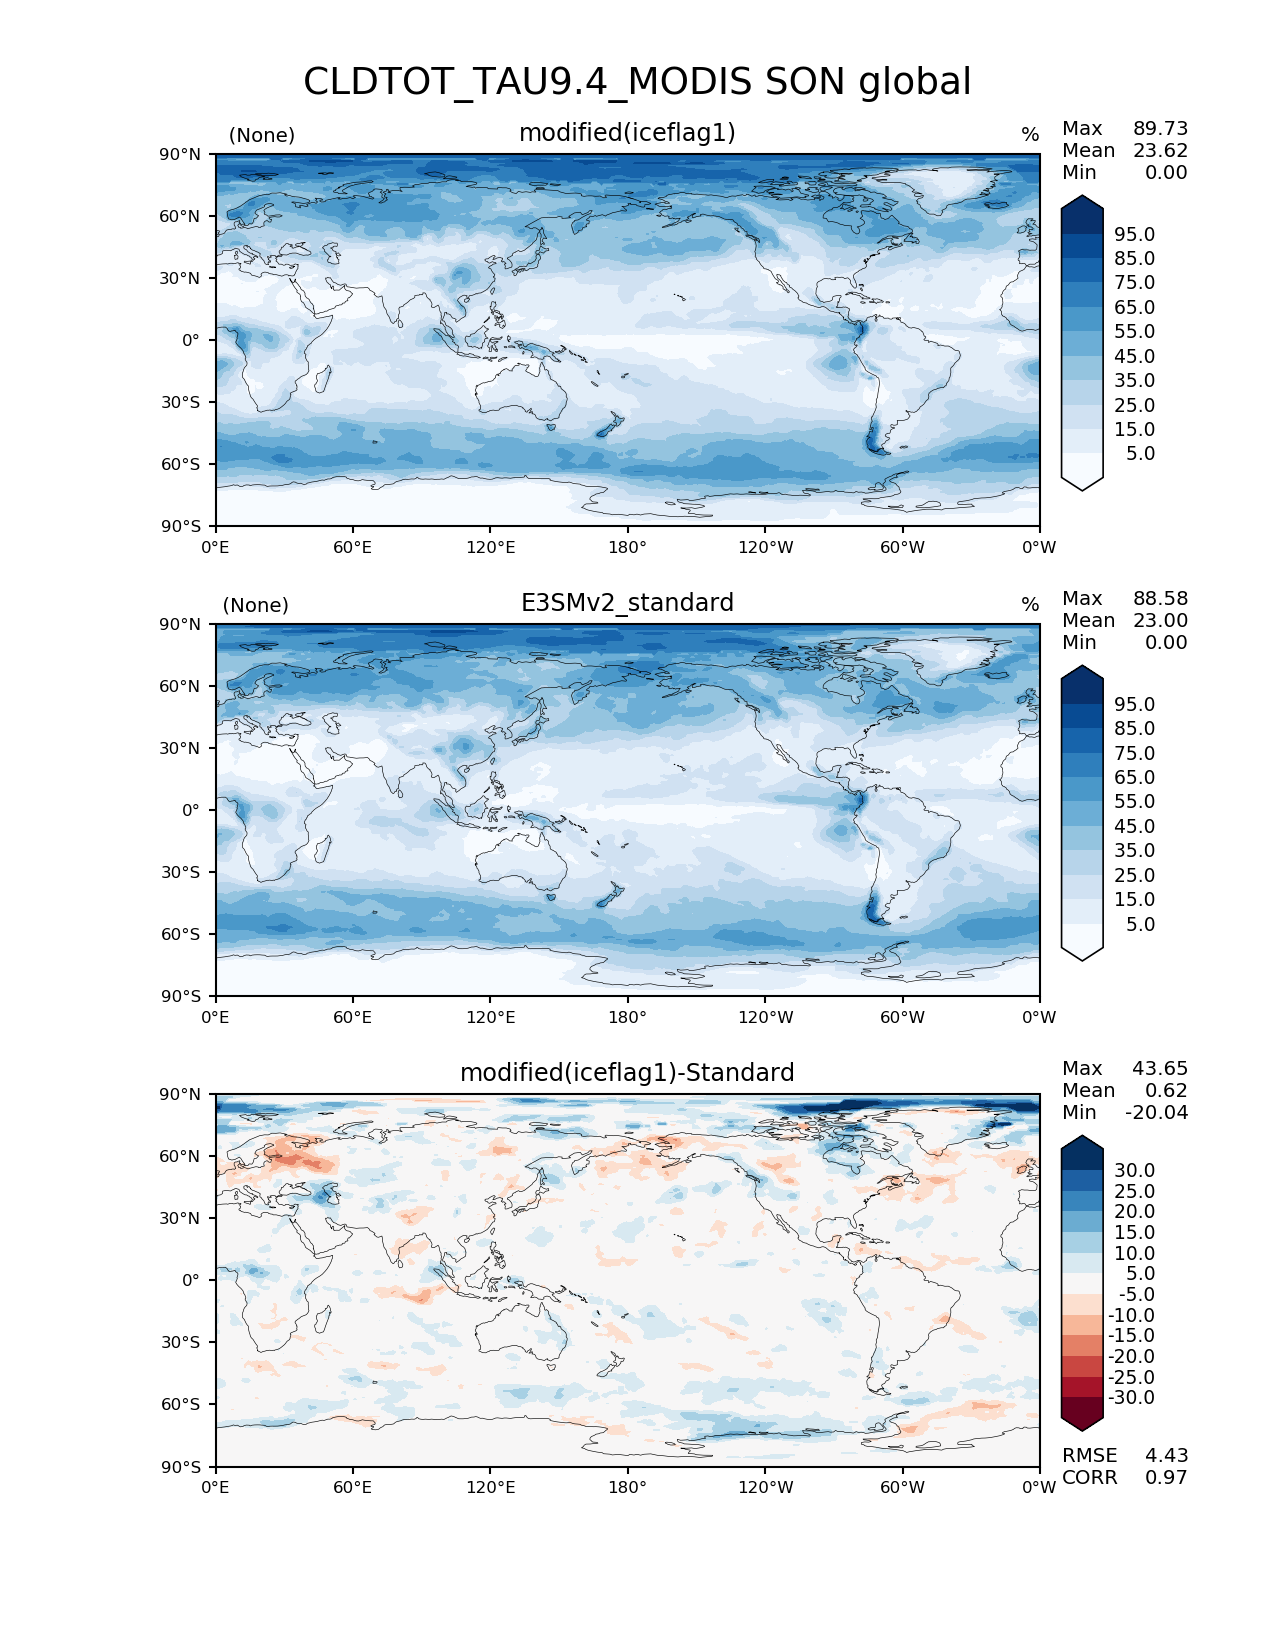 CLDTOT_TAU9.4_MODIS SON global
(None) modified(iceflag1) %
Max 89.73
Mean 23.62
Min 0.00
90°N
60°N
30°N
0°
30°S
60°S
90°S
0°E 60°E 120°E 180° 120°W 60°W 0°W
95.0
85.0
75.0
65.0
55.0
45.0
35.0
25.0
15.0
5.0
(None) E3SMv2_standard %
Max 88.58
Mean 23.00
Min 0.00
90°N
60°N
30°N
0°
30°S
60°S
90°S
0°E 60°E 120°E 180° 120°W 60°W 0°W
95.0
85.0
75.0
65.0
55.0
45.0
35.0
25.0
15.0
5.0
modified(iceflag1)-Standard
Max 43.65
Mean 0.62
Min -20.04
90°N
60°N
30°N
0°
30°S
60°S
90°S
0°E 60°E 120°E 180° 120°W 60°W 0°W
30.0
25.0
20.0
15.0
10.0
5.0
-5.0
-10.0
-15.0
-20.0
-25.0
-30.0
RMSE 4.43
CORR 0.97